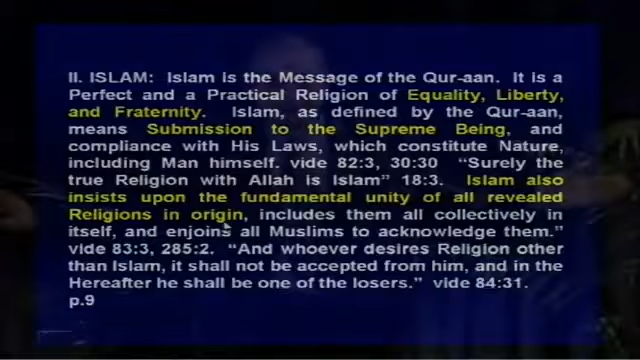 II. ISLAM: Islam is the Message of the Qur-aan. It is a
Perfect and a Practical Religion of Equality, Liberty,
and Fraternity. Islam, as defined by the Qur-aan,
means Submission to the Supreme Being, and
compliance with His Laws, which constitute Nature,
including Man himself. vide 82:3, 30:30 "Surely the
true Religion with Allah is Islam" 18:3. Islam also
insists upon the fundamental unity of all revealed
Religions in origin, includes them all collectively in
itself, and enjoins all Muslims to acknowledge them."
vide 83:3, 285:2. "And whoever desires Religion other
than Islam, it shall not be accepted from him, and in the
Hereafter he shall be one of the losers." vide 84:31.
p.9